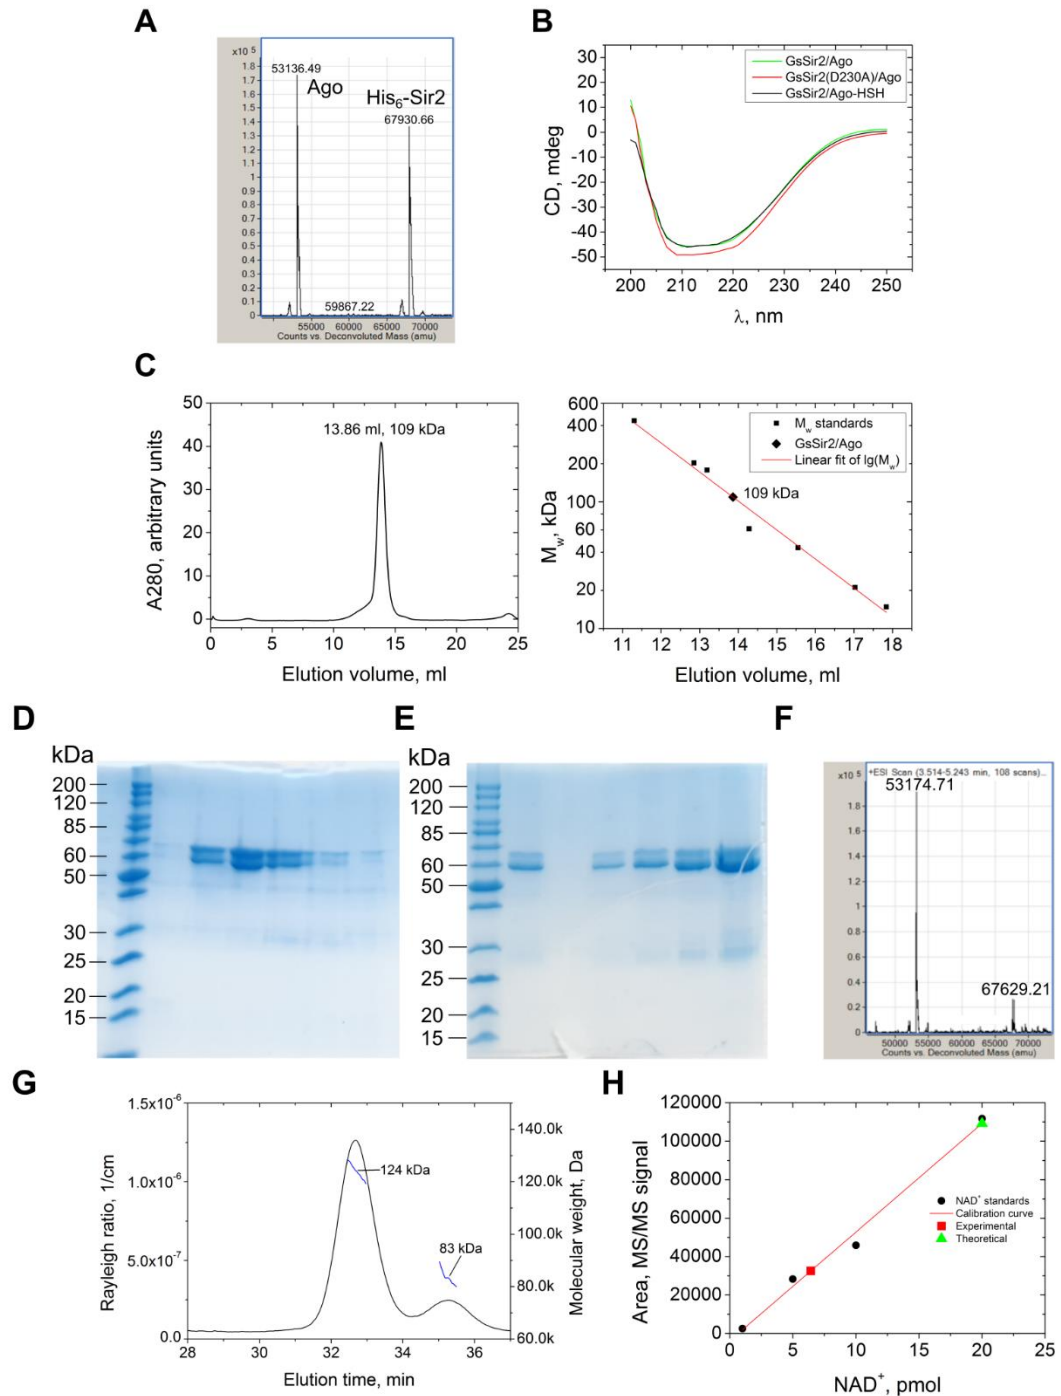 A
x10 5
53136.49
Ago
His6-Sir2
67930.66
1.8
1.7
1.6
1.5
1.4
1.3
1.2
1.1
1
0.9
0.8
0.7
0.6
0.5
0.4
0.3
0.2
0.1
0
59867.22
55000 60000 65000 70000
Counts vs. Deconvoluted Mass (amu)
B
30
20
10
0
-10
-20
-30
-40
-50
CD, mdeg
GsSir2/Ago
GsSir2(D230A)/Ago
GsSir2/Ago-HSH
200 210 220 230 240 250
λ, nm
C
50
40
30
20
10
0
A280, arbitrary units
13.86 ml, 109 kDa
0 5 10 15 20 25
Elution volume, ml
600
400
200
100
60
40
20
10
Mw, kDa
Mw standards
GsSir2/Ago
Linear fit of lg(Mw)
109 kDa
11 12 13 14 15 16 17 18
Elution volume, ml
D
kDa
200
120
85
60
50
30
25
20
15
E
kDa
200
120
85
60
50
30
25
20
15
F
x10 5
+ESI Scan (3.514-5.243 min, 108 scans)...
53174.71
1.8
1.6
1.4
1.2
1
0.8
0.6
0.4
0.2
0
67629.21
50000 55000 60000 65000 70000
Counts vs. Deconvoluted Mass (amu)
G
1.5x10-6
1.0x10-6
5.0x10-7
0.0
Rayleigh ratio, 1/cm
124 kDa
83 kDa
140.0k
120.0k
100.0k
80.0k
60.0k
Molecular weight, Da
28 30 32 34 36
Elution time, min
H
120000
100000
80000
60000
40000
20000
0
Area, MS/MS signal
NAD+ standards
Calibration curve
Experimental
Theoretical
0 5 10 15 20 25
NAD+, pmol